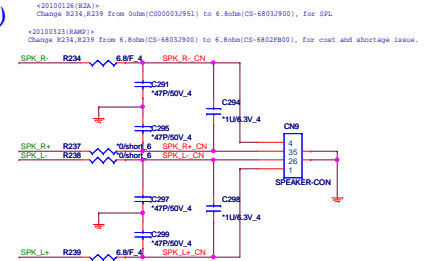 <20100126(B2A)>
Change R234,R239 from 0ohm(CS00003J951) to 6.8ohm(CS-6803J900), for SPL
)
<20100323(RAMP)>
Change R234,R239 from 6.8ohm(CS-6803J900) to 6.8ohm(CS-6802FB00), for cost and abortage issue.
SPK_R- R234 6.8/F_4 SPK_R-_CN
C291
*47P/50V_4
C294
*1U/6.3V_4
C295
*47P/50V_4
CN9
SPK_R+ R237 *0/short_6 SPK_R+_CN
SPK_L- R238 *0/short_6 SPK_L-_CN
4
35
26
1
SPEAKER-CON
C297
*47P/50V_4
C298
*1U/6.3V_4
C299
*47P/50V_4
SPK_L+ R239 6.8/F_4 SPK_L+_CN